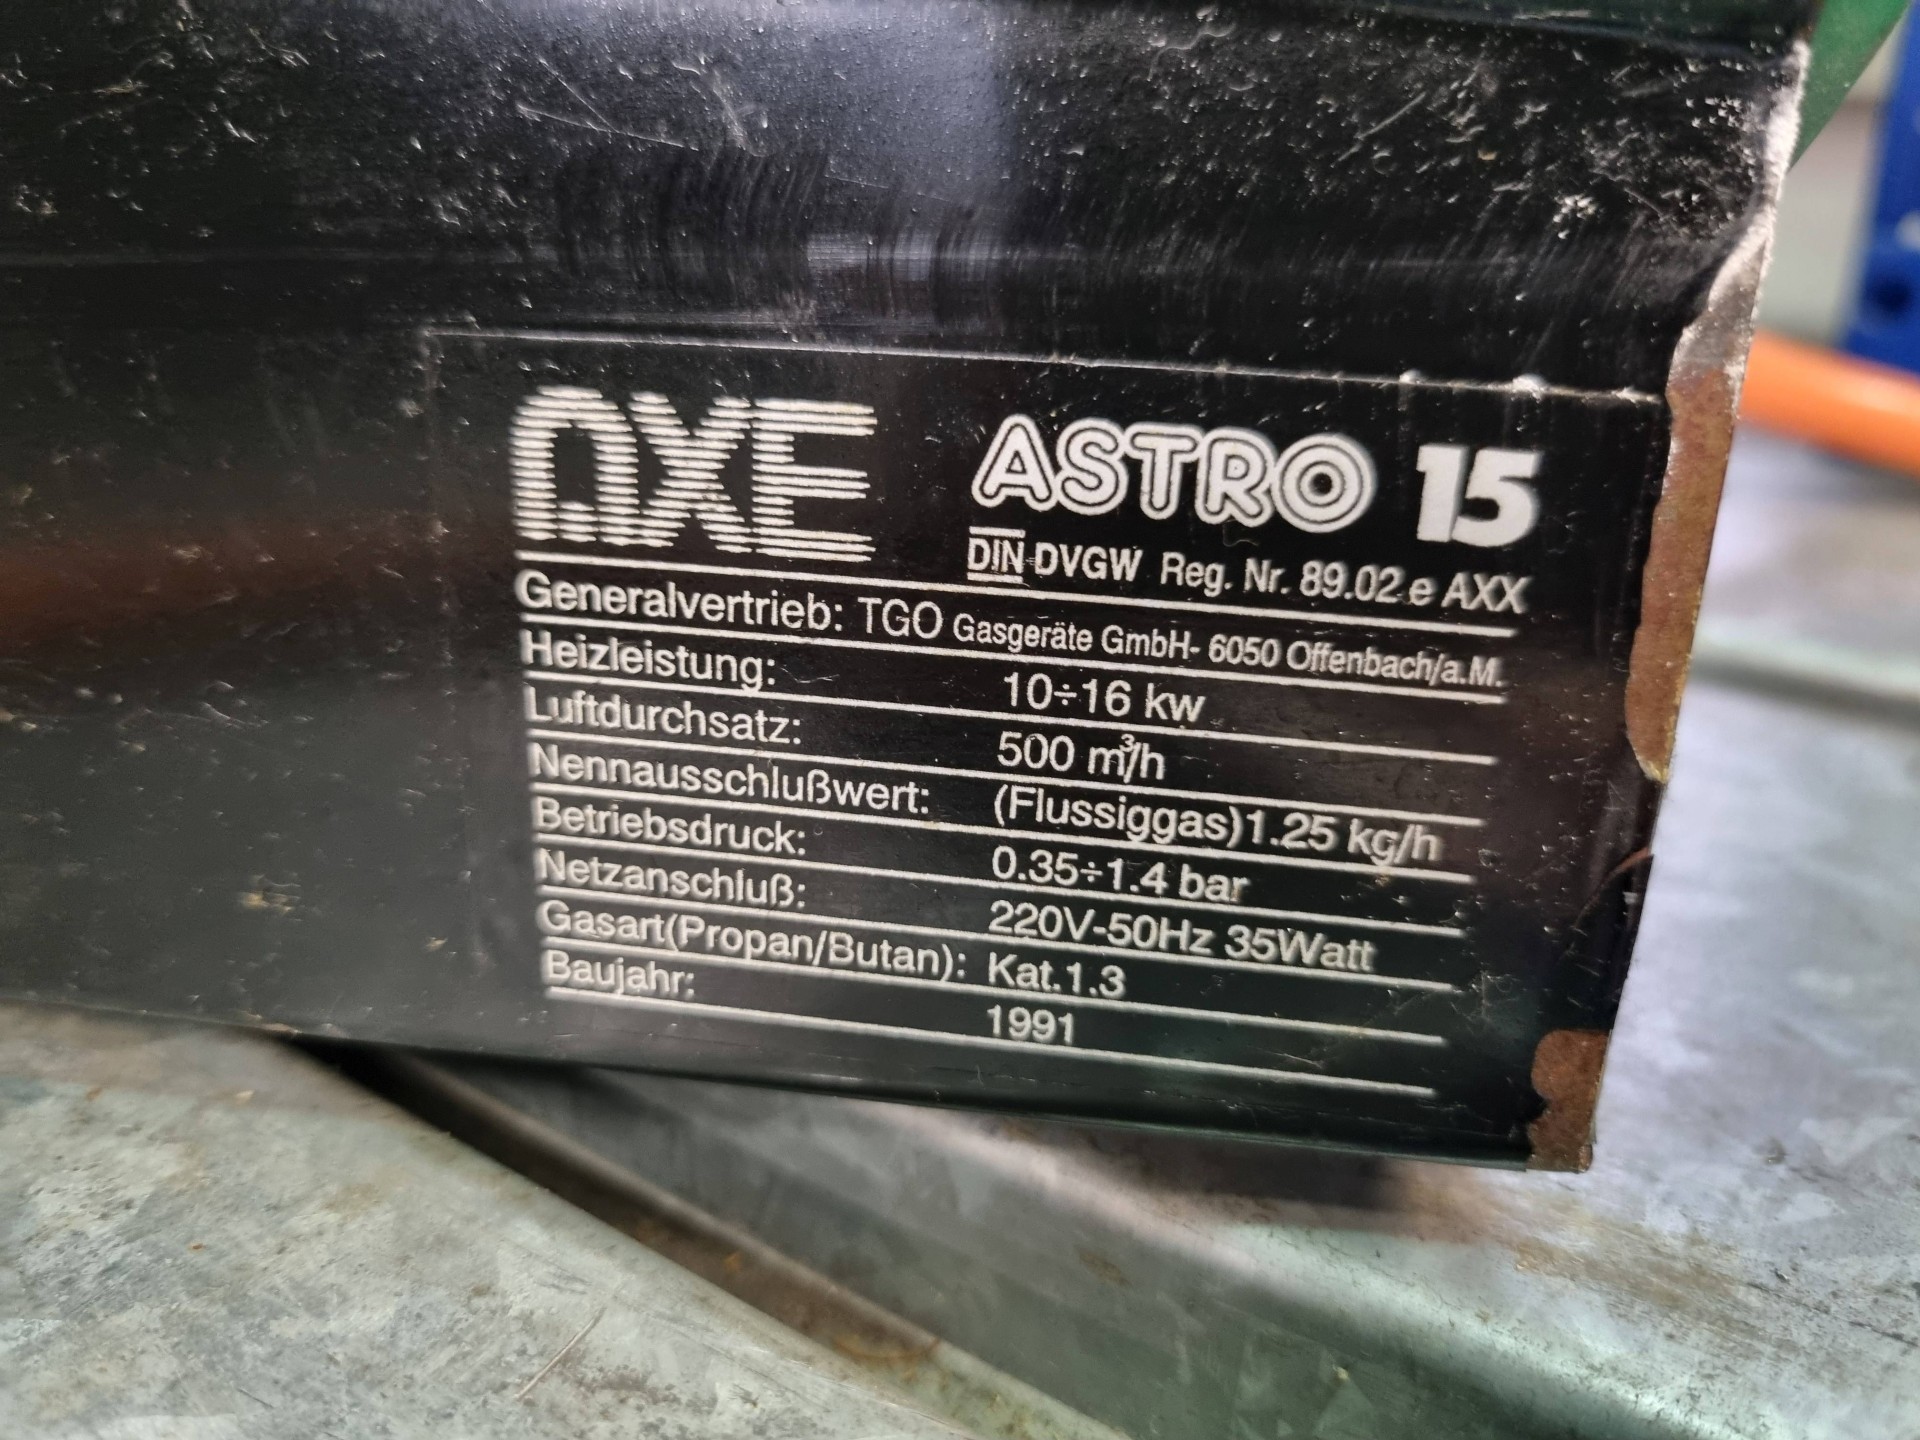 AXE ASTRO 15
DIN-DVGW Reg. Nr. 89.02 e AXX
Generalvertrieb: TGO Gasgeräte GmbH- 6050 Offenbach/a.M.
Heizleistung: 10÷16 kw
Luftdurchsatz: 500 m³/h
Nennausschlußwert: (Flussiggas)1.25 kg/h
Betriebsdruck: 0.35÷1.4 bar
Netzanschluß: 220V-50Hz 35Watt
Gasart(Propan/Butan): Kat.1.3
Baujahr: 1991